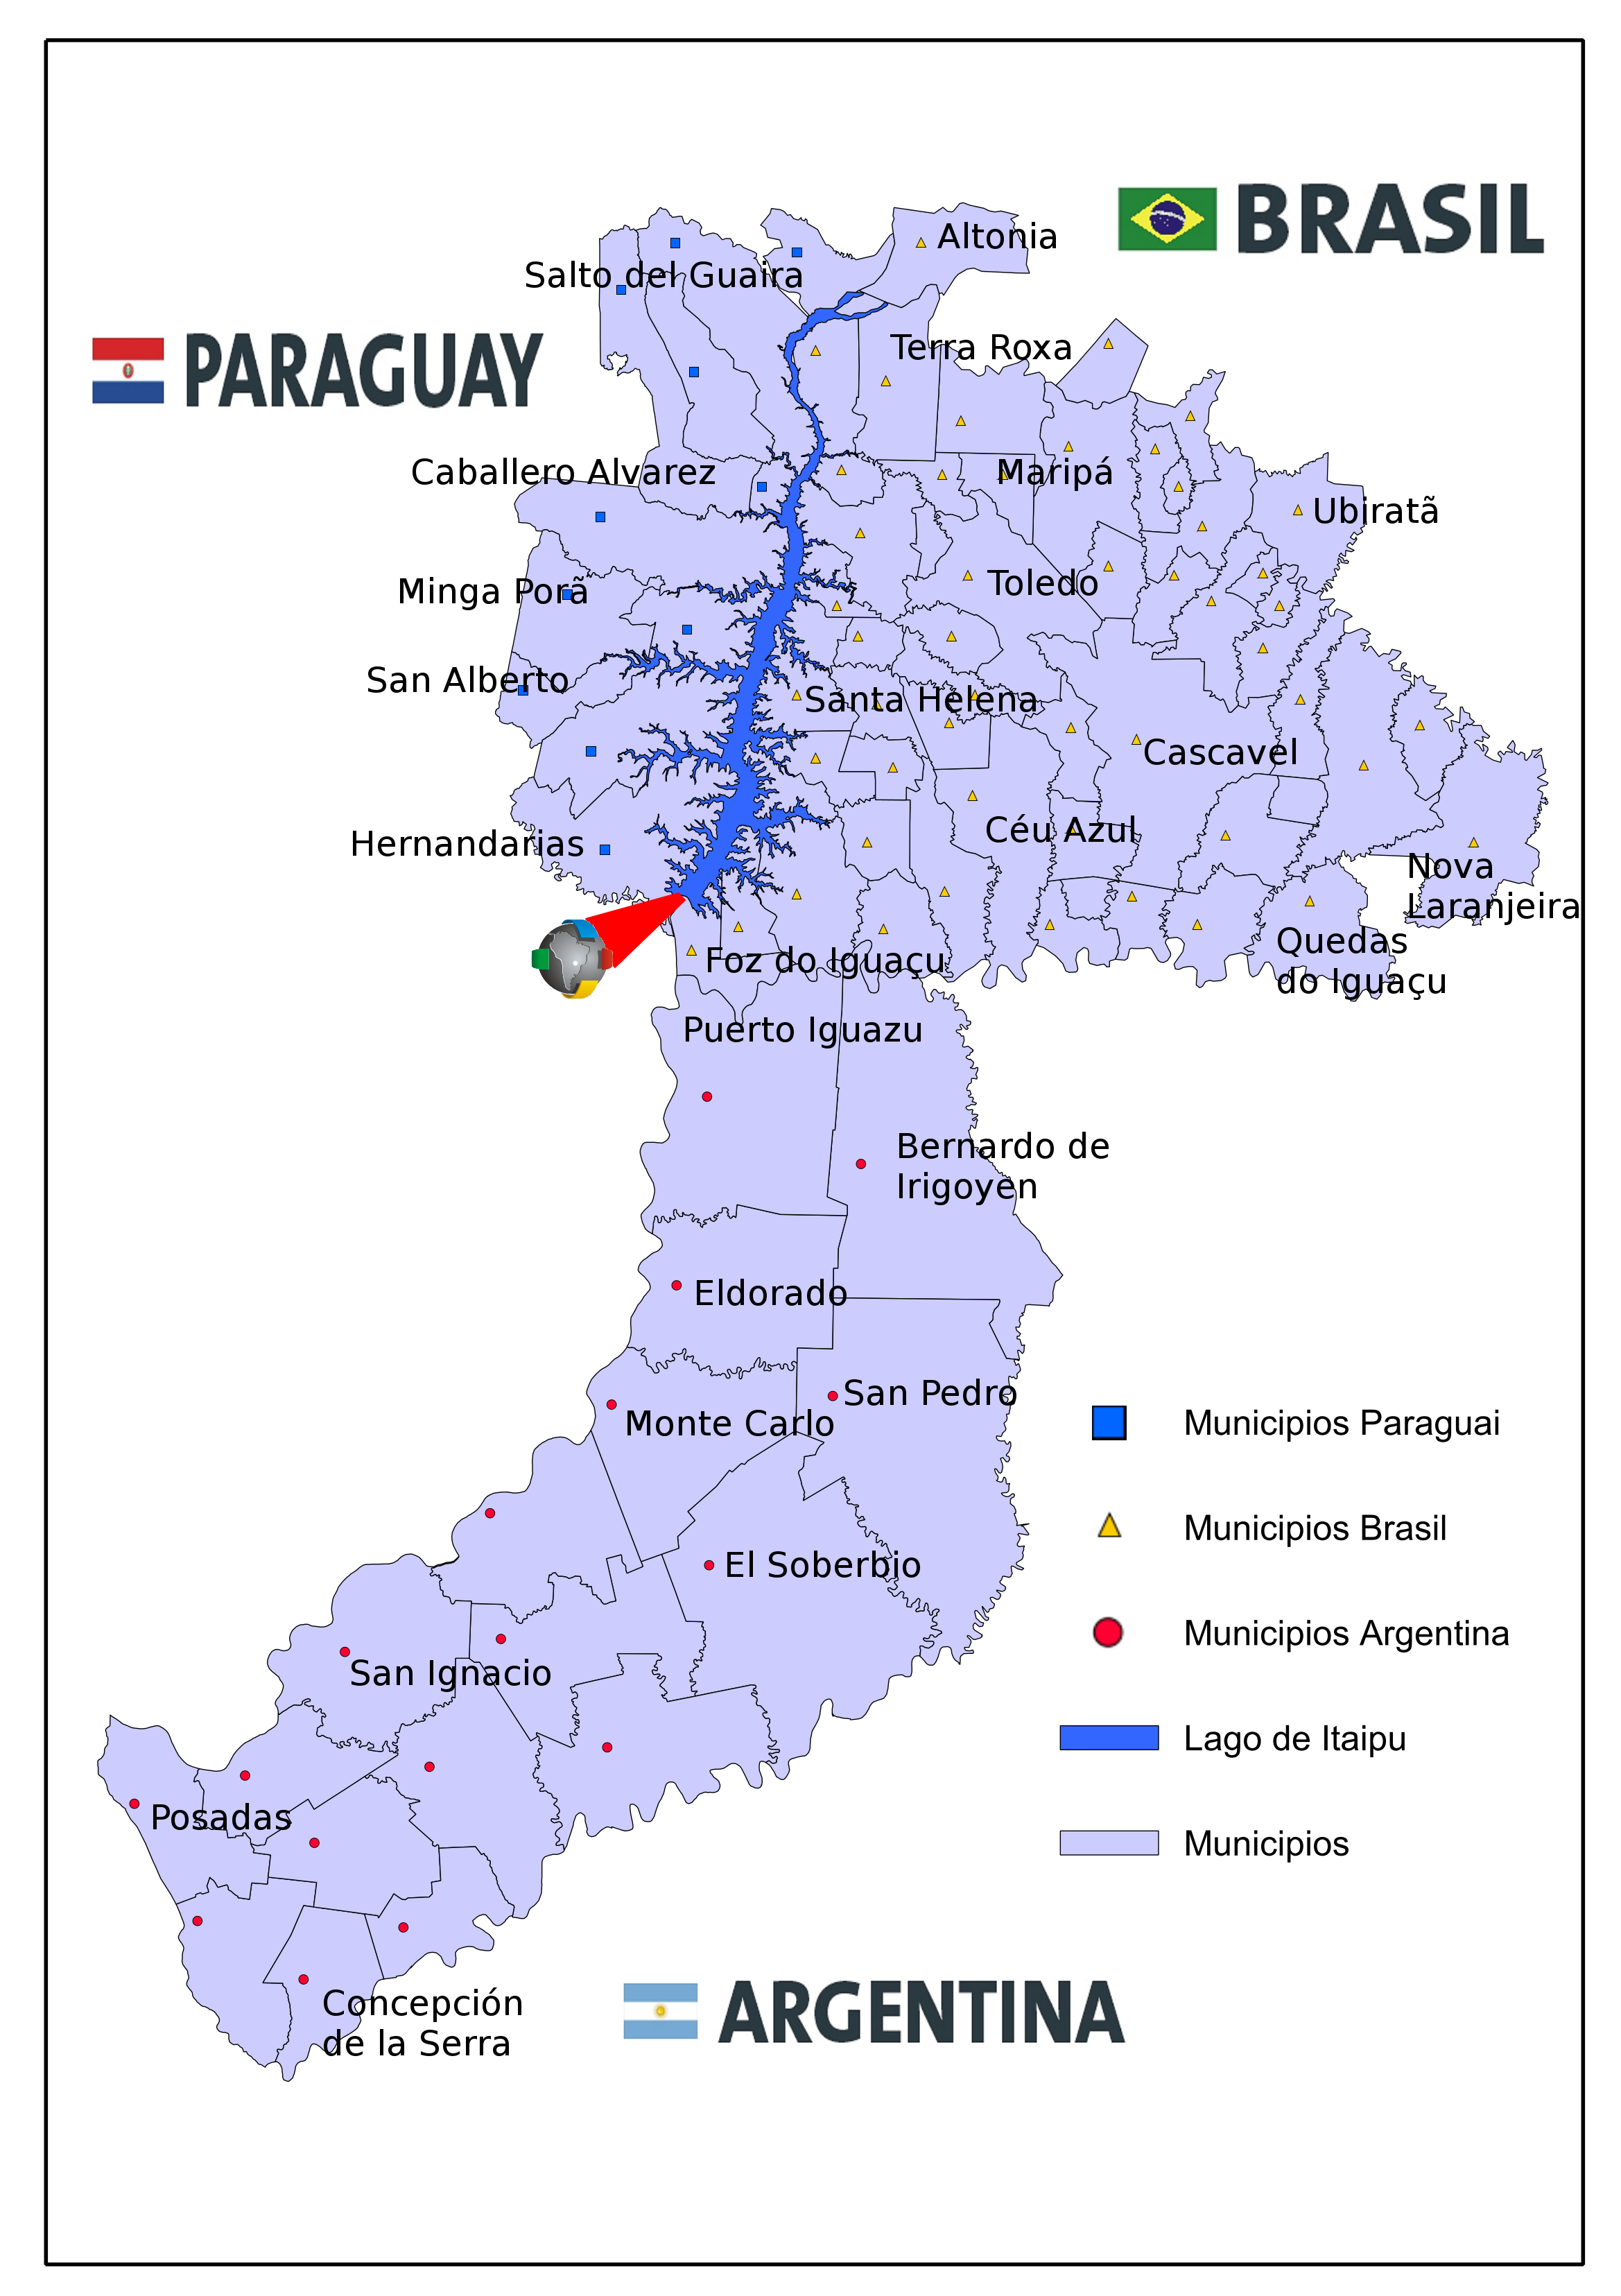 BRASIL
Altonia
Salto del Guaira
PARAGUAY
Terra Roxa
Caballero Alvarez
Maripá
Ubiratã
Minga Porã
Toledo
San Alberto
Santa Helena
Cascavel
Hernandarias
Céu Azul
Nova
Laranjeira
Quedas
do Iguaçu
Foz do Iguaçu
Puerto Iguazu
Bernardo de
Irigoyen
Eldorado
San Pedro
Monte Carlo
El Soberbio
San Ignacio
Posadas
Concepción
de la Serra
ARGENTINA
Municipios Paraguai
Municipios Brasil
Municipios Argentina
Lago de Itaipu
Municipios